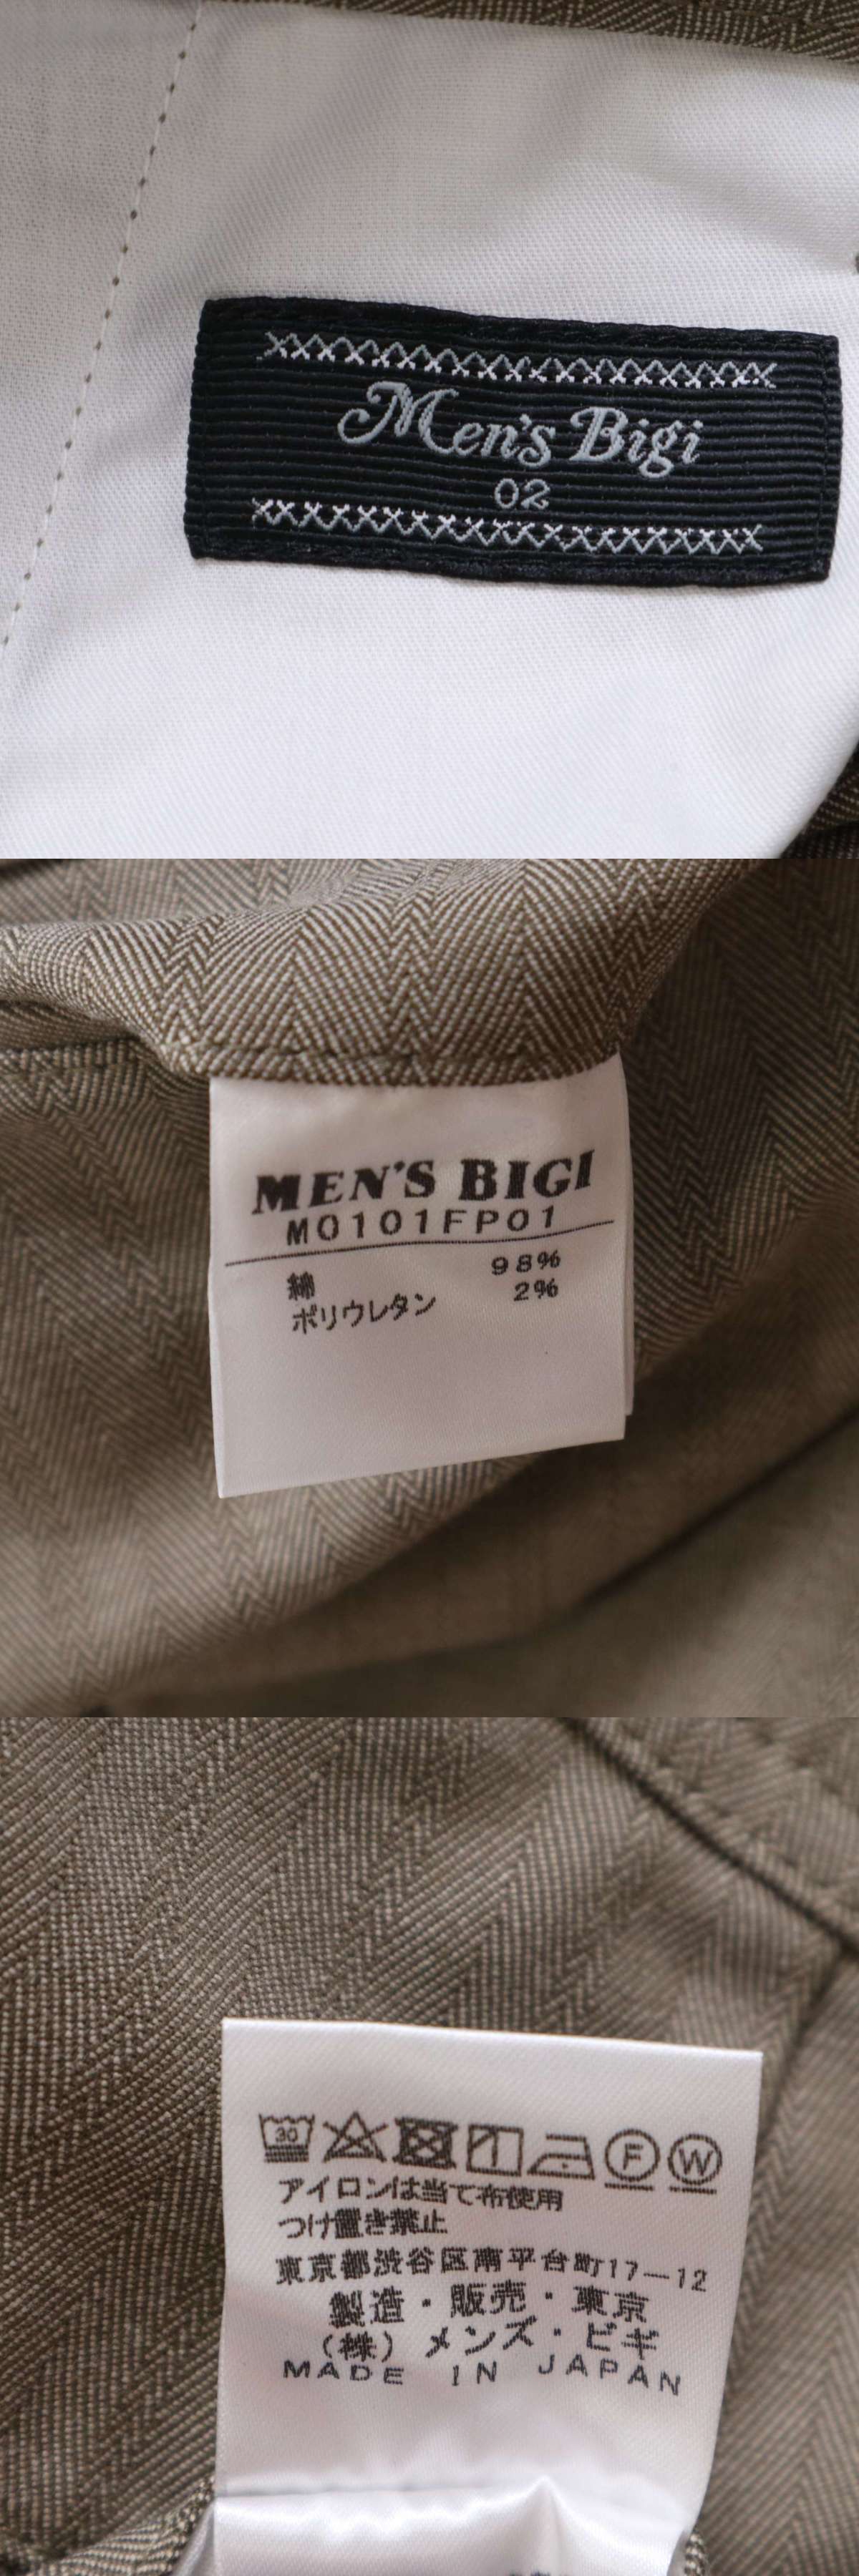 Men's Bigi
02
MEN'S BIGI
M0101FP01
綿 98%
ポリウレタン 2%
30
F W
アイロンは当て布使用
つけ置き禁止
東京都渋谷区南平台町17-12
製造・販売・東京
(株) メンズ・ビギ
MADE IN JAPAN